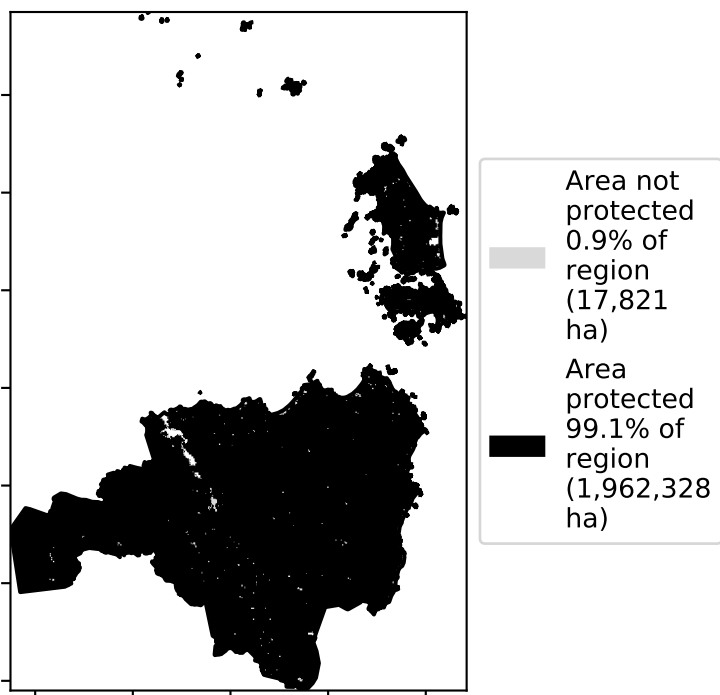 Area not
protected
0.9% of
region
(17,821
ha)
Area
protected
99.1% of
region
(1,962,328
ha)